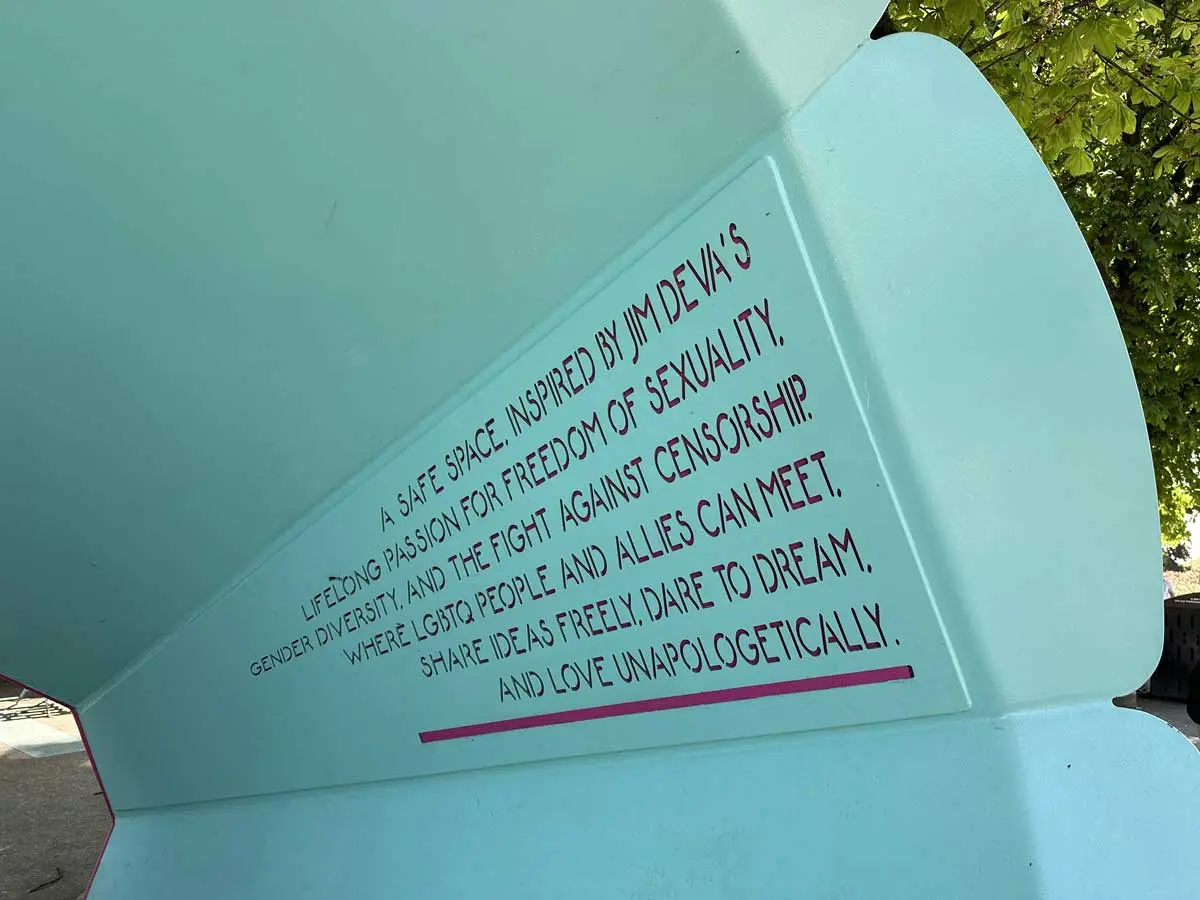 A SAFE SPACE, INSPIRED BY JIM DEVA'S
LIFELONG PASSION FOR FREEDOM OF SEXUALITY,
GENDER DIVERSITY, AND THE FIGHT AGAINST CENSORSHIP.
WHERE LGBTQ PEOPLE AND ALLIES CAN MEET,
SHARE IDEAS FREELY, DARE TO DREAM,
AND LOVE UNAPOLOGETICALLY.